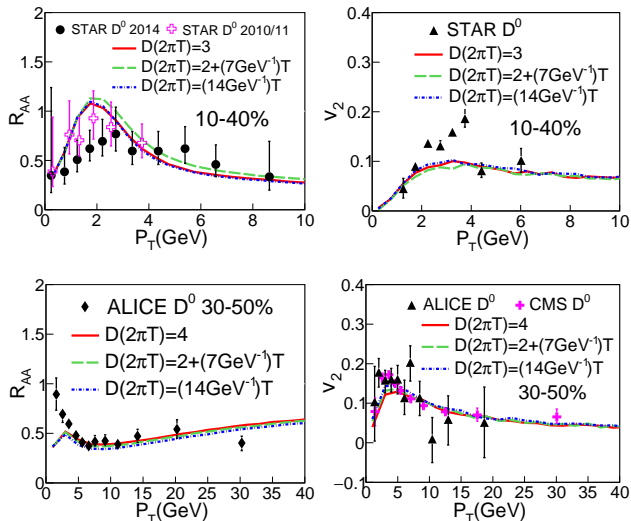 STAR D⁰ 2014 STAR D⁰ 2010/11
D(2πT)=3
D(2πT)=2+(7GeV⁻¹)T
D(2πT)=(14GeV⁻¹)T
10-40%
R_AA
2
1.5
1
0.5
0
0 2 4 6 8 10
P_T(GeV)
STAR D⁰
D(2πT)=3
D(2πT)=2+(7GeV⁻¹)T
D(2πT)=(14GeV⁻¹)T
10-40%
v₂
0.4
0.3
0.2
0.1
0
0 2 4 6 8 10
P_T(GeV)
ALICE D⁰ 30-50%
D(2πT)=4
D(2πT)=2+(7GeV⁻¹)T
D(2πT)=(14GeV⁻¹)T
R_AA
2
1.5
1
0.5
0
0 5 10 15 20 25 30 35 40
P_T(GeV)
ALICE D⁰ CMS D⁰
D(2πT)=4
D(2πT)=2+(7GeV⁻¹)T
D(2πT)=(14GeV⁻¹)T
30-50%
v₂
0.4
0.3
0.2
0.1
0
−0.1
0 5 10 15 20 25 30 35 40
P_T(GeV)